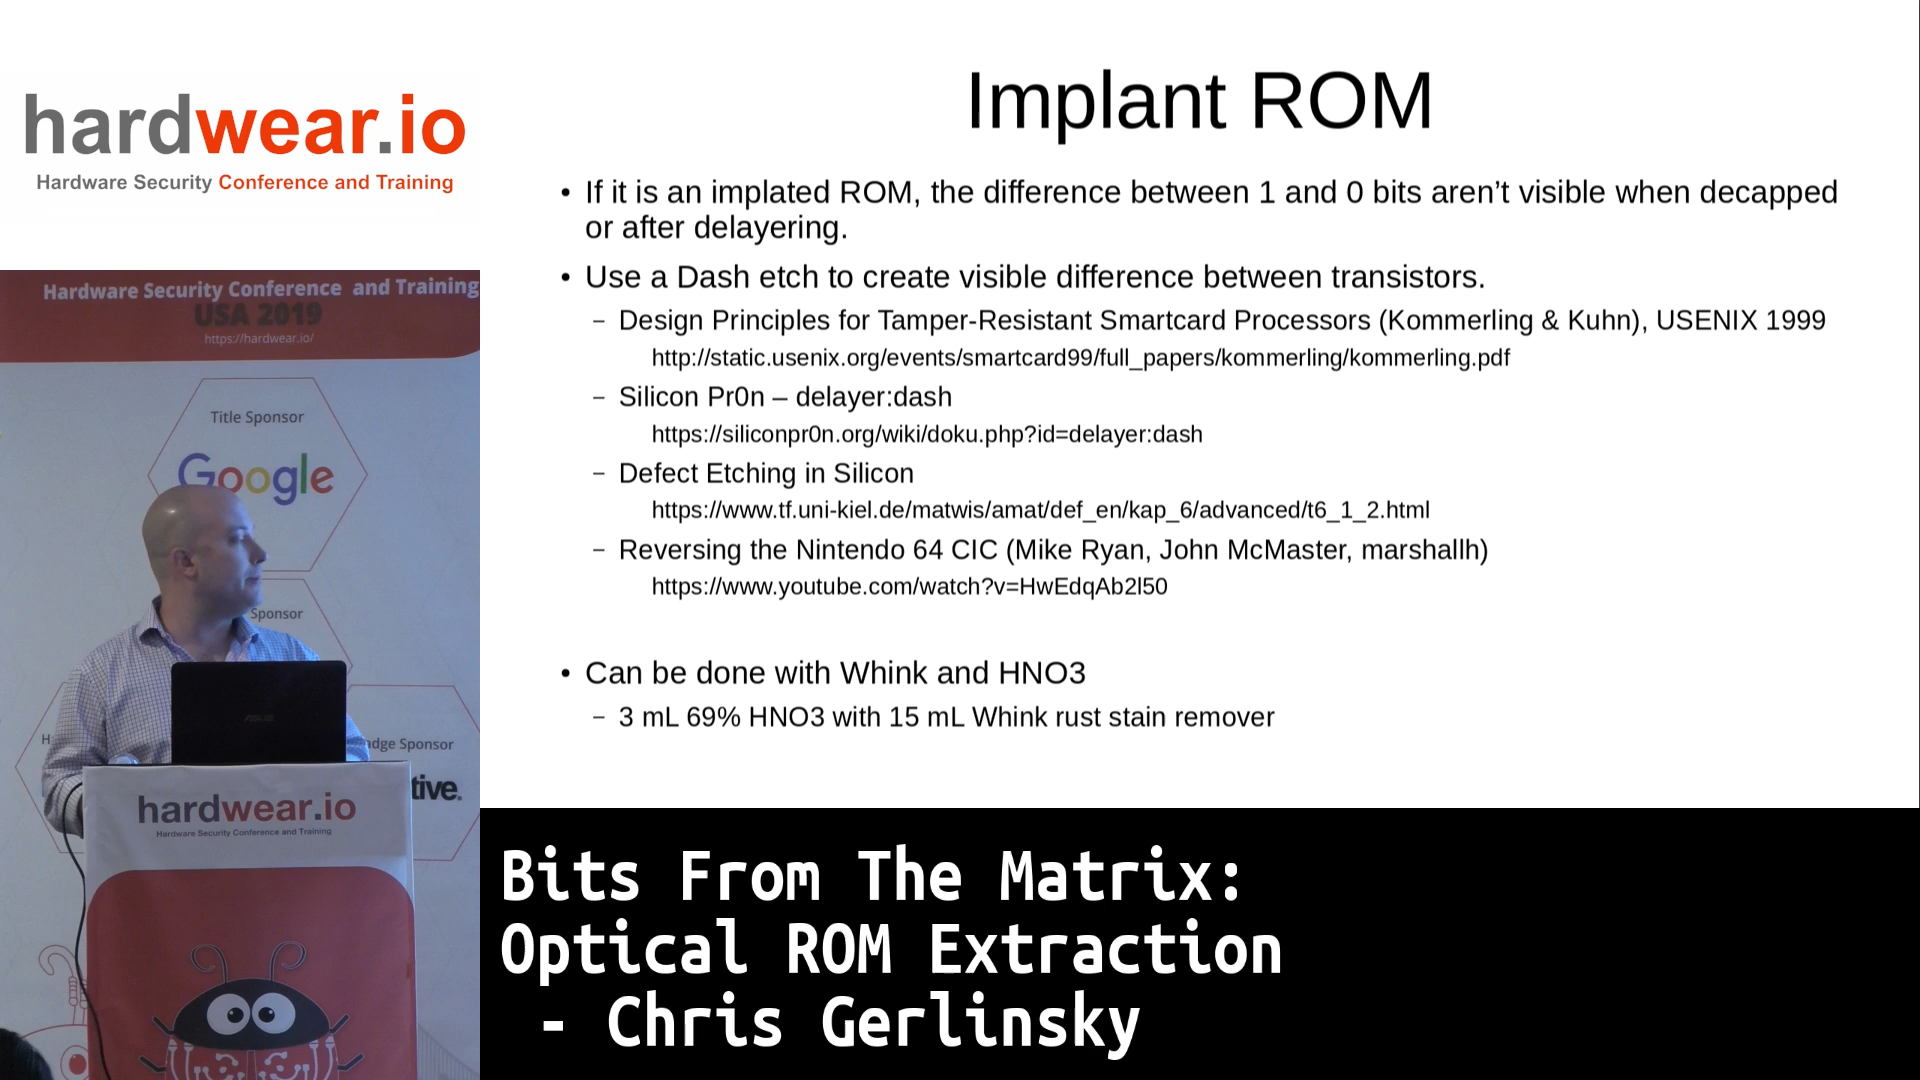 hardwear.io
Hardware Security Conference and Training
Implant ROM
• If it is an implated ROM, the difference between 1 and 0 bits aren’t visible when decapped
or after delayering.
• Use a Dash etch to create visible difference between transistors.
– Design Principles for Tamper-Resistant Smartcard Processors (Kommerling & Kuhn), USENIX 1999
http://static.usenix.org/events/smartcard99/full_papers/kommerling/kommerling.pdf
– Silicon Pr0n – delayer:dash
https://siliconpr0n.org/wiki/doku.php?id=delayer:dash
– Defect Etching in Silicon
https://www.tf.uni-kiel.de/matwis/amat/def_en/kap_6/advanced/t6_1_2.html
– Reversing the Nintendo 64 CIC (Mike Ryan, John McMaster, marshallh)
https://www.youtube.com/watch?v=HwEdqAb2l50
• Can be done with Whink and HNO3
– 3 mL 69% HNO3 with 15 mL Whink rust stain remover
Hardware Security Conference and Training
USA 2019
https://hardwear.io/
Title Sponsor
Google
Sponsor
Sponsor
hardwear.io
Hardware Security Conference and Training
Bits From The Matrix:
Optical ROM Extraction
- Chris Gerlinsky